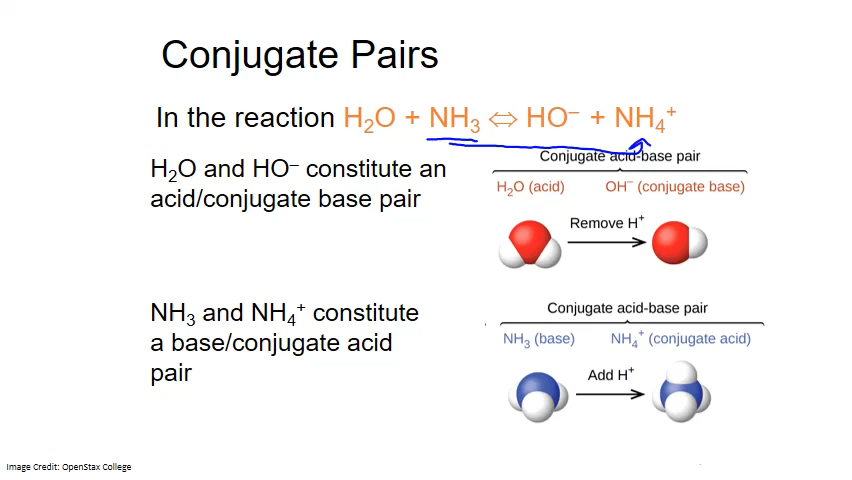 Conjugate Pairs
In the reaction H₂O + NH₃ ⇔ HO⁻ + NH₄⁺
H₂O and HO⁻ constitute an
acid/conjugate base pair
Conjugate acid-base pair
H₂O (acid) OH⁻ (conjugate base)
Remove H⁺
NH₃ and NH₄⁺ constitute
a base/conjugate acid
pair
Conjugate acid-base pair
NH₃ (base) NH₄⁺ (conjugate acid)
Add H⁺
Image Credit: OpenStax College